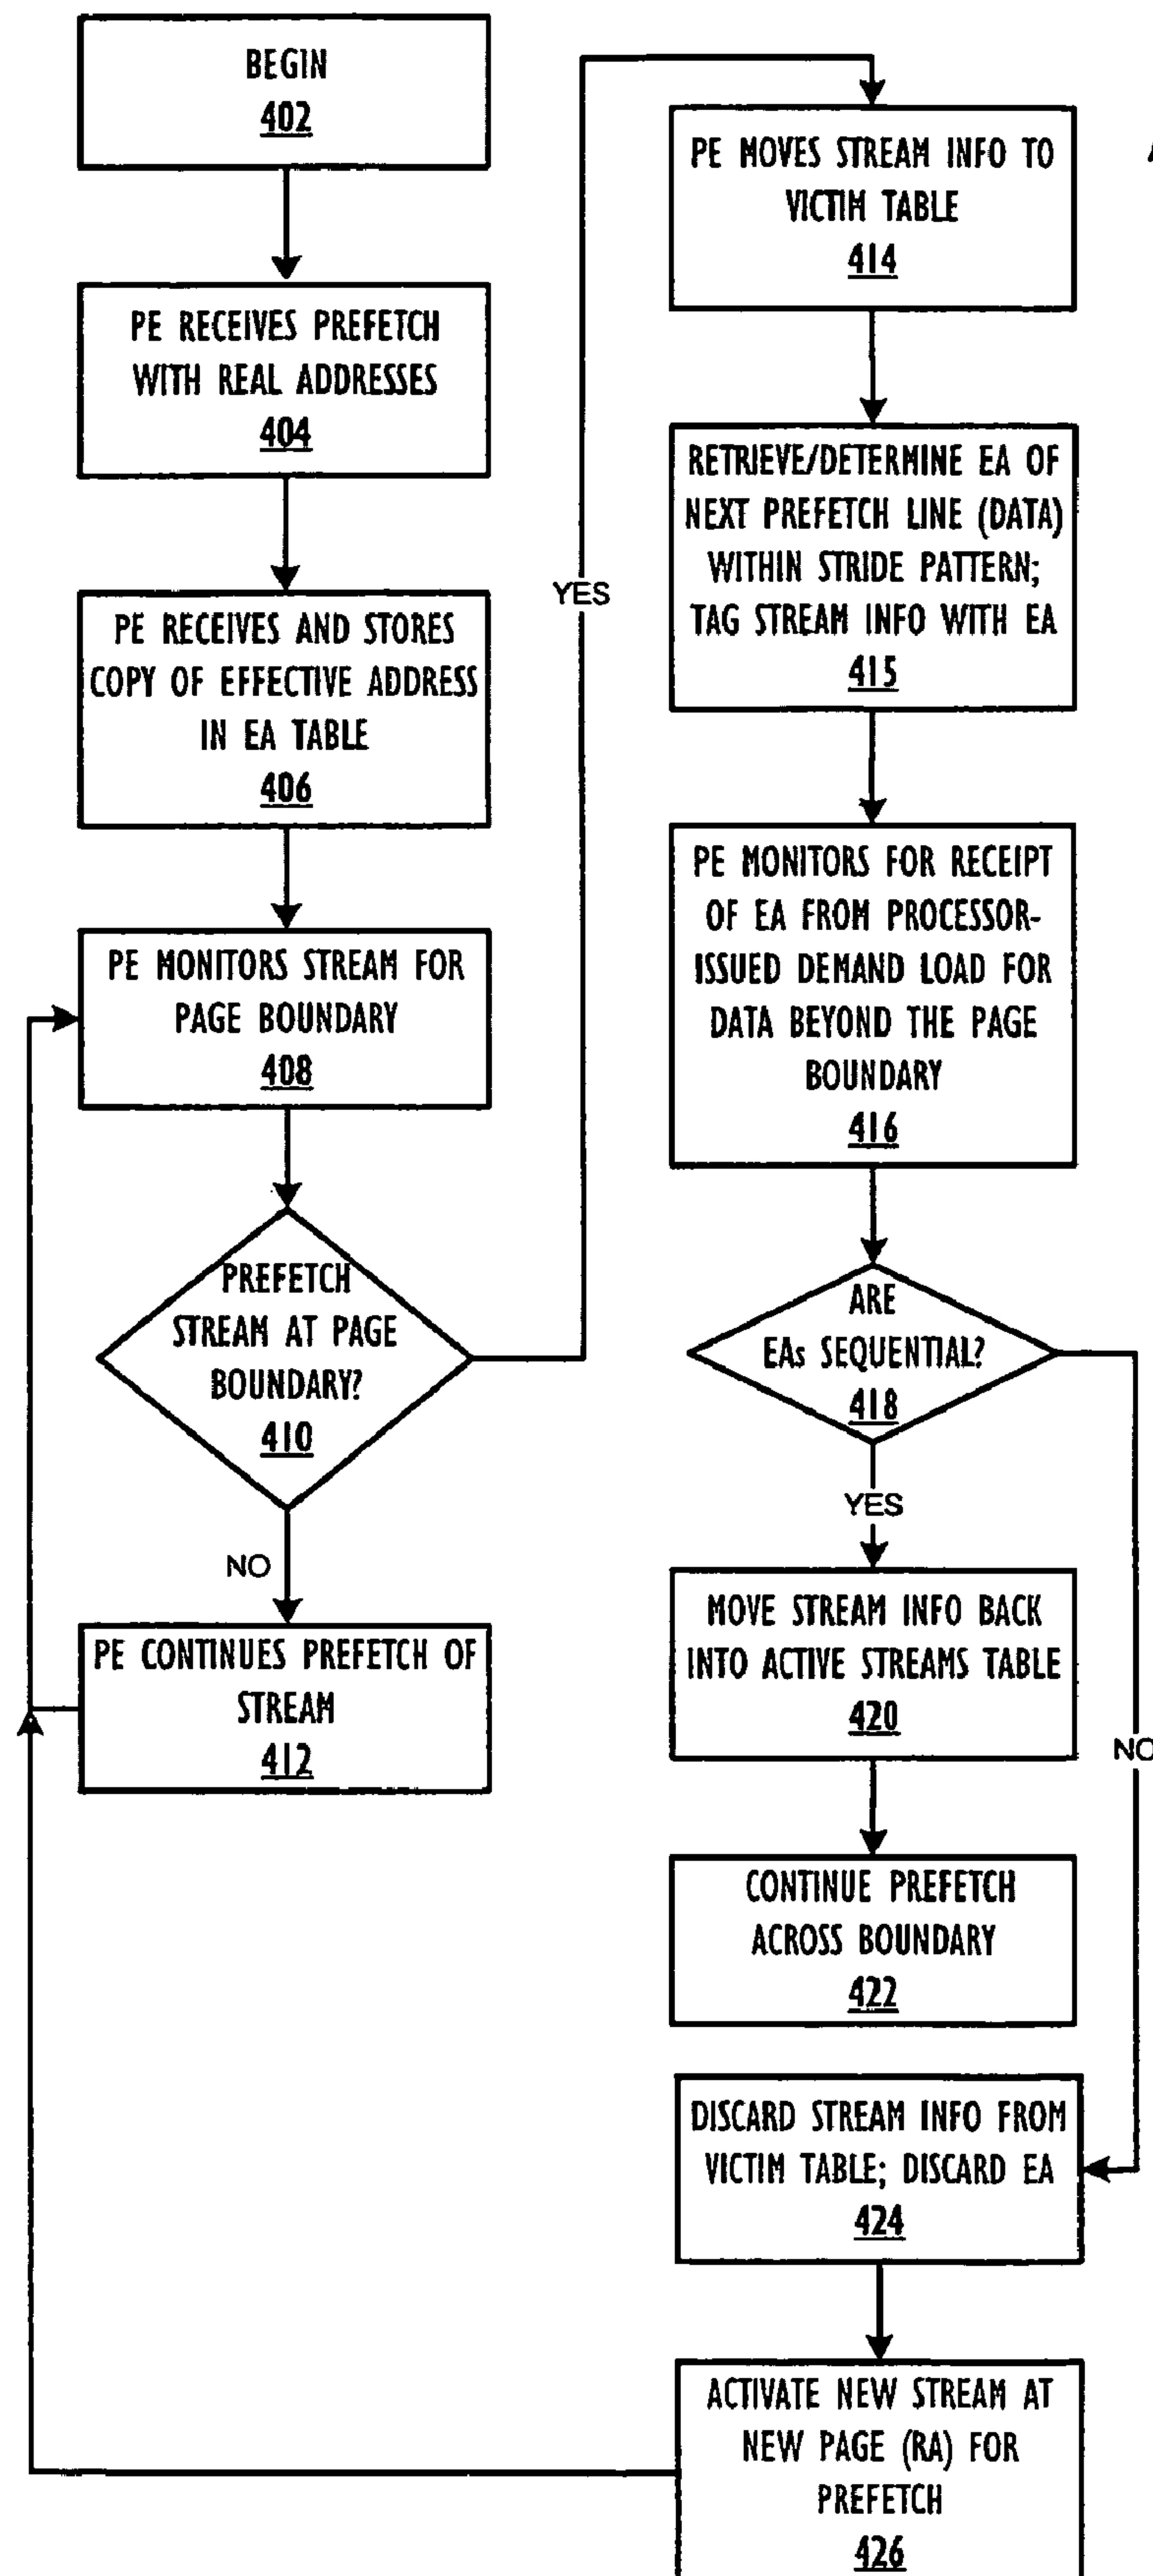 BEGIN
402
PE RECEIVES PREFETCH
WITH REAL ADDRESSES
404
PE RECEIVES AND STORES
COPY OF EFFECTIVE ADDRESS
IN EA TABLE
406
PE MONITORS STREAM FOR
PAGE BOUNDARY
408
PREFETCH
STREAM AT PAGE
BOUNDARY?
410
NO
PE CONTINUES PREFETCH OF
STREAM
412
YES
PE MOVES STREAM INFO TO
VICTIM TABLE
414
RETRIEVE/DETERMINE EA OF
NEXT PREFETCH LINE (DATA)
WITHIN STRIDE PATTERN;
TAG STREAM INFO WITH EA
415
PE MONITORS FOR RECEIPT
OF EA FROM PROCESSOR-
ISSUED DEMAND LOAD FOR
DATA BEYOND THE PAGE
BOUNDARY
416
ARE
EAs SEQUENTIAL?
418
YES
MOVE STREAM INFO BACK
INTO ACTIVE STREAMS TABLE
420
NO
CONTINUE PREFETCH
ACROSS BOUNDARY
422
DISCARD STREAM INFO FROM
VICTIM TABLE; DISCARD EA
424
ACTIVATE NEW STREAM AT
NEW PAGE (RA) FOR
PREFETCH
426